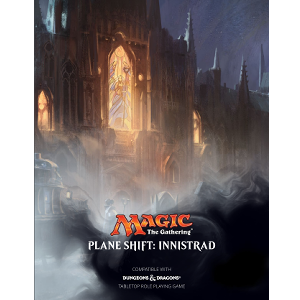 MAGIC
The Gathering®
PLANE SHIFT: INNISTRAD
COMPATIBLE WITH
DUNGEONS & DRAGONS®
TABLETOP ROLE PLAYING GAME